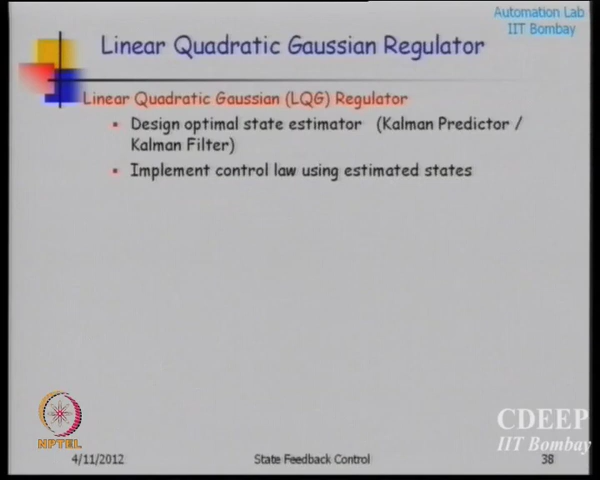 Automation Lab
IIT Bombay
Linear Quadratic Gaussian Regulator
Linear Quadratic Gaussian (LQG) Regulator
Design optimal state estimator (Kalman Predictor /
Kalman Filter)
Implement control law using estimated states
NPTEL
CDEEP
IIT Bombay
4/11/2012
State Feedback Control
38